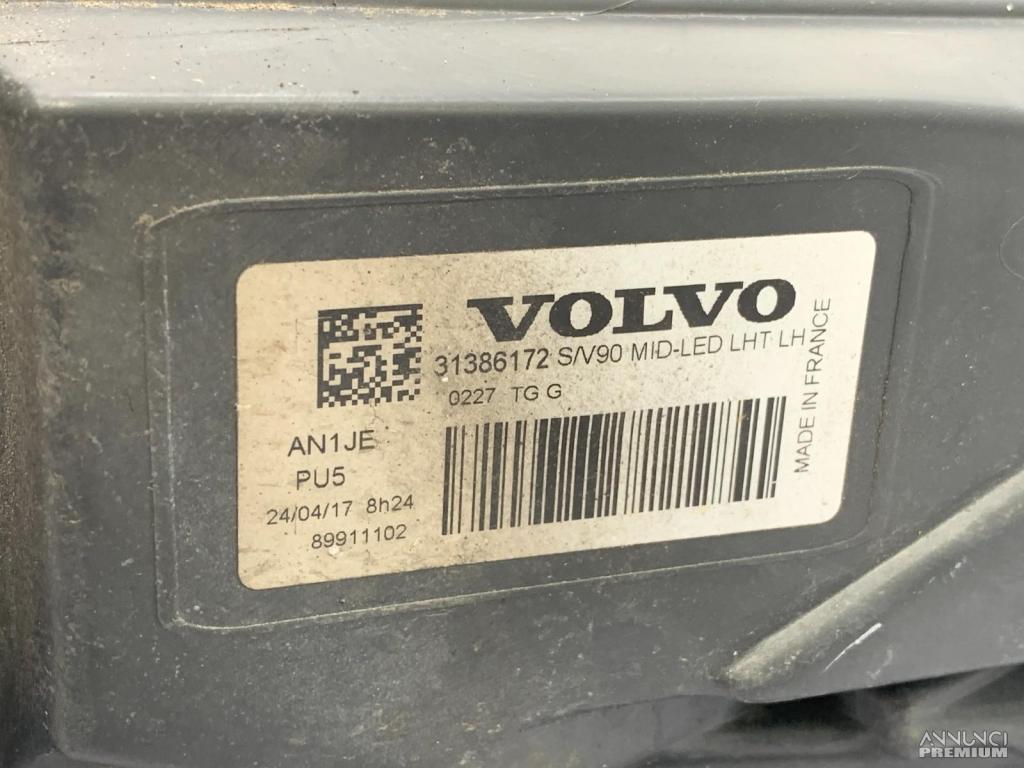 VOLVO
31386172 S/V90 MID-LED LHT LH
0227 TG G
MADE IN FRANCE
AN1JE
PU5
24/04/17 8h24
89911102
ANNUNCI
PREMIUM